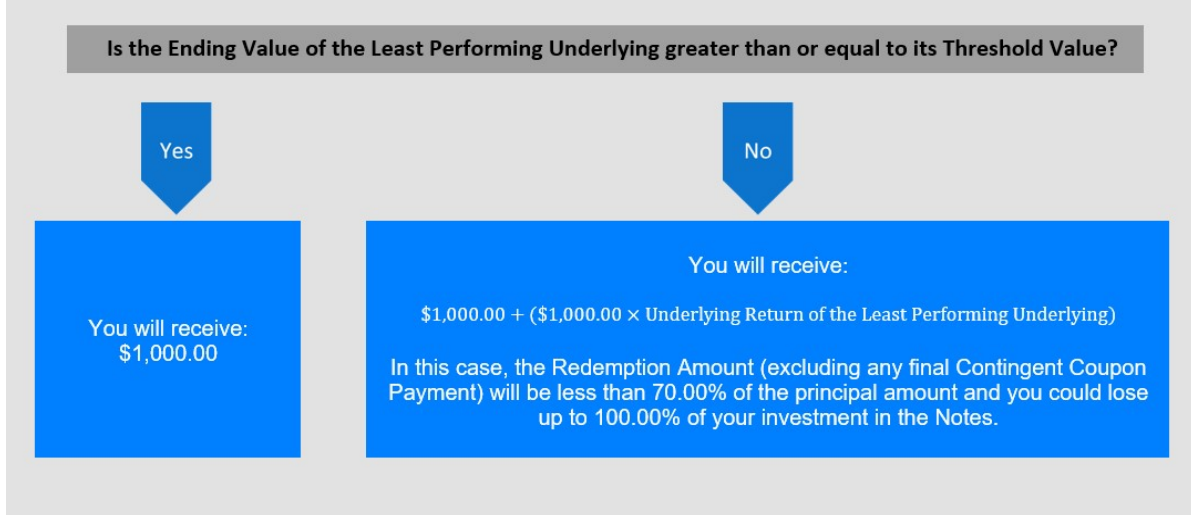 Is the Ending Value of the Least Performing Underlying greater than or equal to its Threshold Value?
Yes
No
You will receive:
$1,000.00
You will receive:
$1,000.00 + ($1,000.00 × Underlying Return of the Least Performing Underlying)
In this case, the Redemption Amount (excluding any final Contingent Coupon
Payment) will be less than 70.00% of the principal amount and you could lose
up to 100.00% of your investment in the Notes.